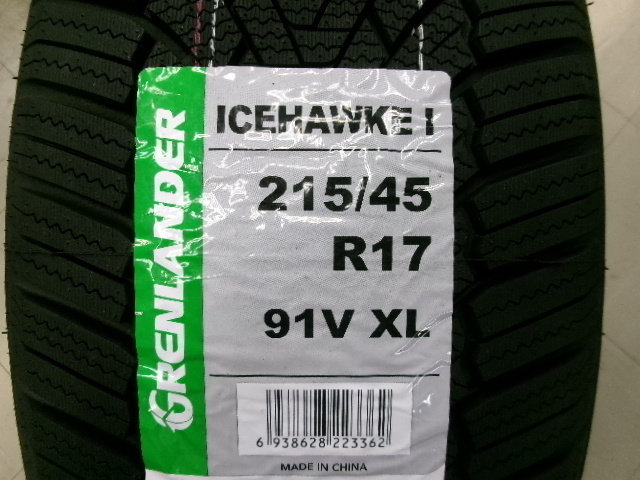 GRENLANDER
ICEHAWKE I
215/45
R17
91V XL
6 938628 223362
MADE IN CHINA